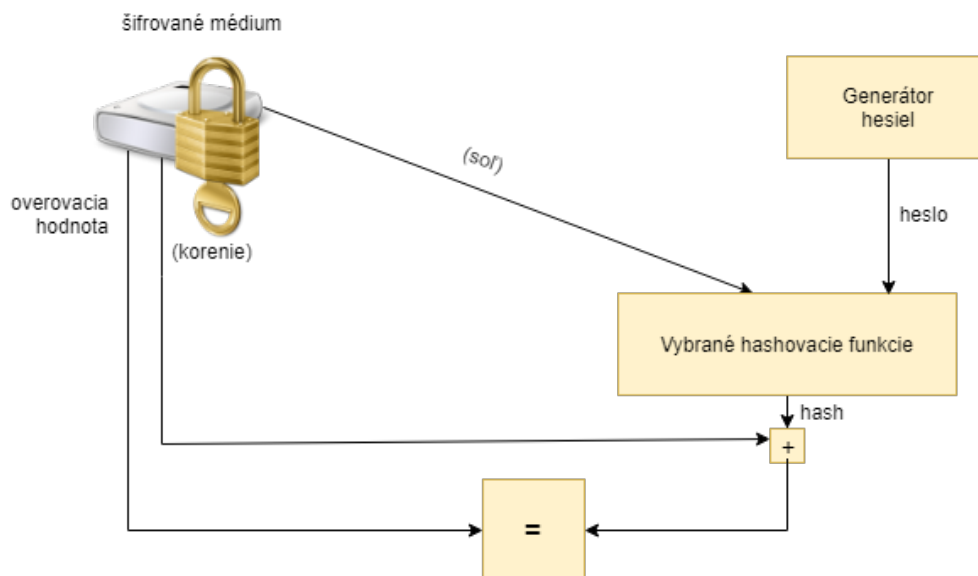 šifrované médium
Generátor
hesiel
(soľ)
overovacia
hodnota
heslo
(korenie)
Vybrané hashovacie funkcie
hash
+
=